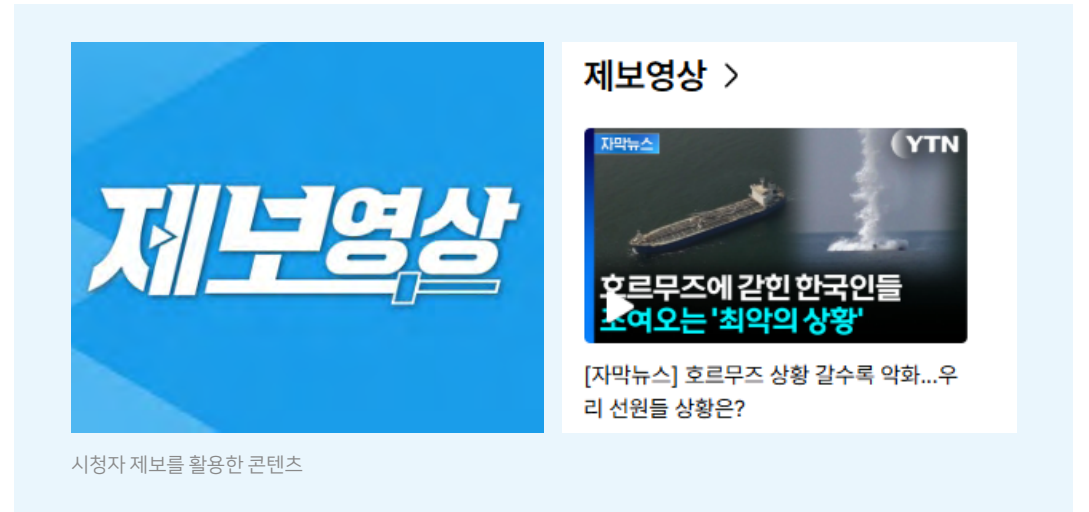 제보영상
제보영상 >
자막뉴스
YTN
호르무즈에 갇힌 한국인들
조여오는 '최악의 상황'
[자막뉴스] 호르무즈 상황 갈수록 악화...우
리 선원들 상황은?
시청자 제보를 활용한 콘텐츠